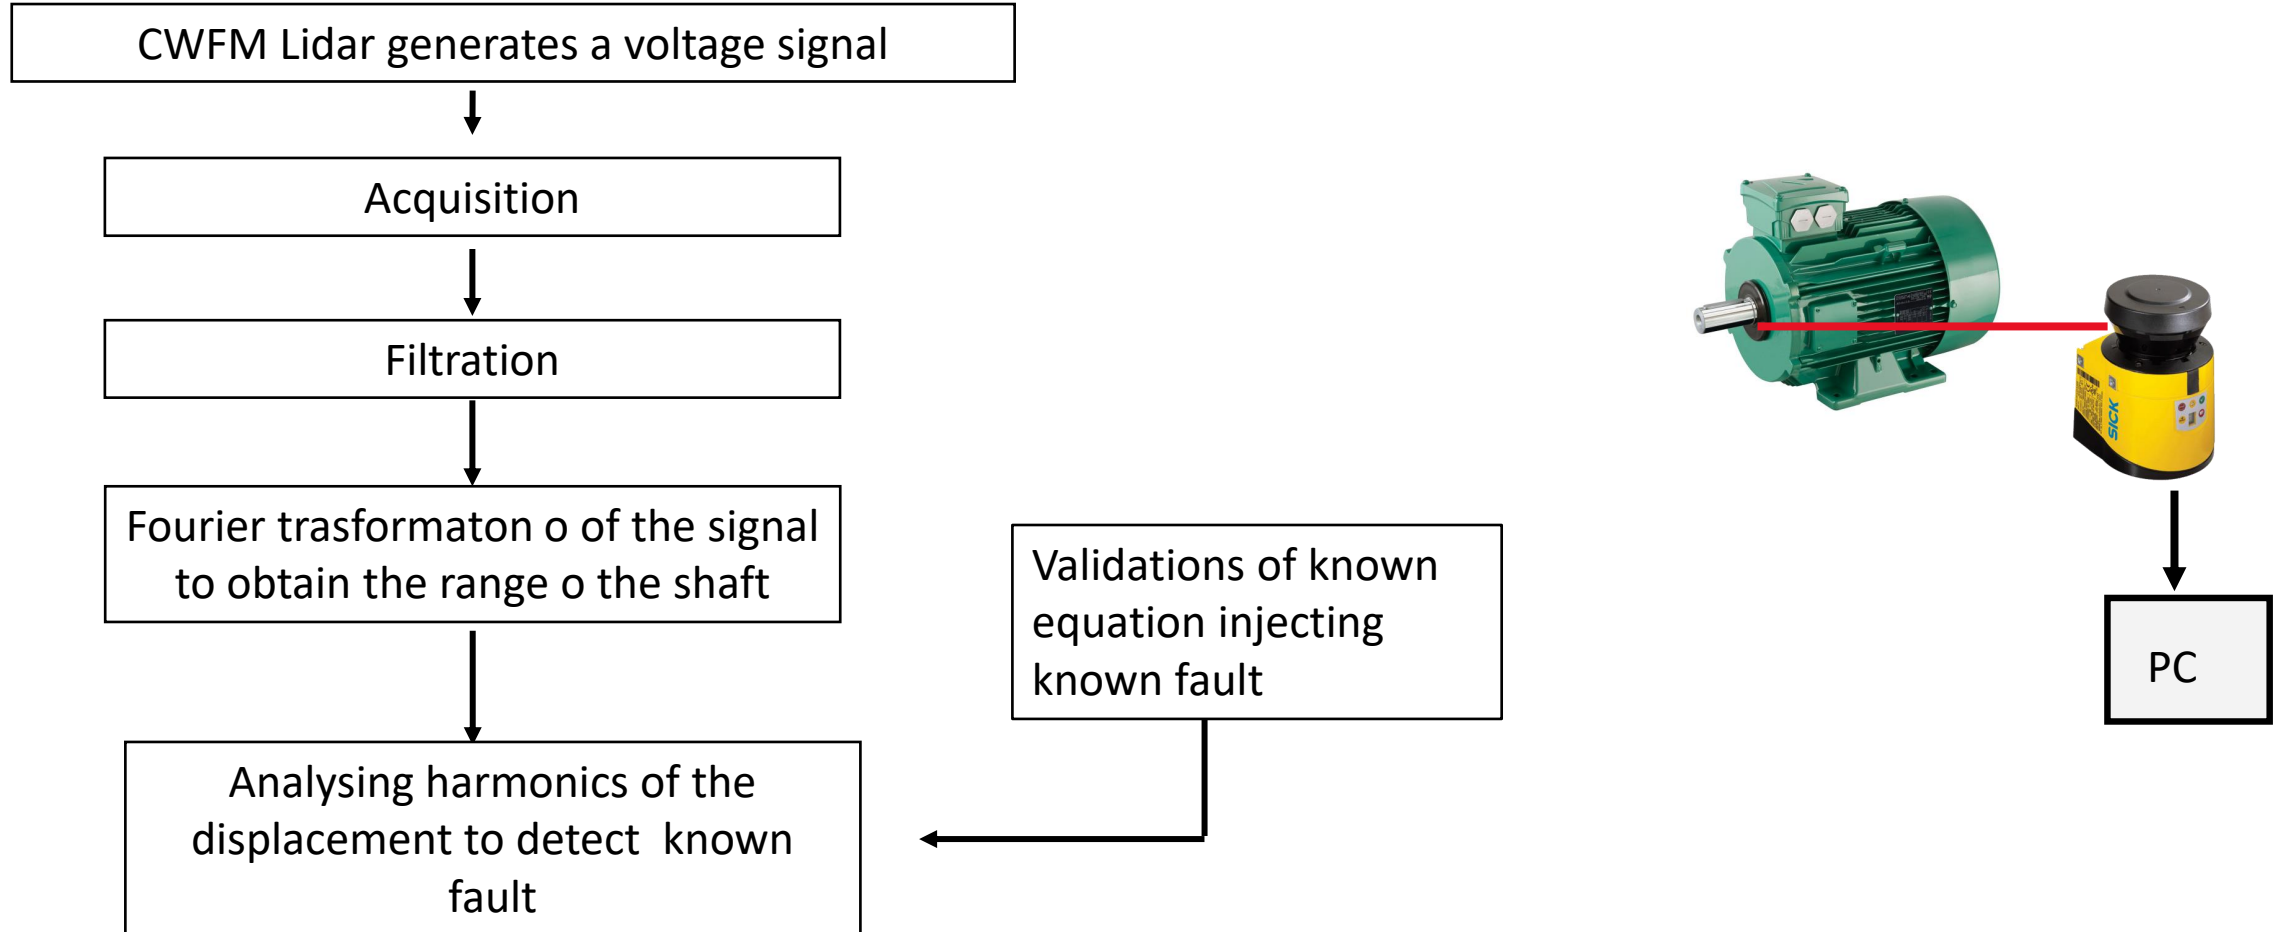 CWFM Lidar generates a voltage signal
Acquisition
Filtration
Fourier trasformaton o of the signal
to obtain the range o the shaft
Analysing harmonics of the
displacement to detect  known
fault
Validations of known
equation injecting
known fault
SICK
PC